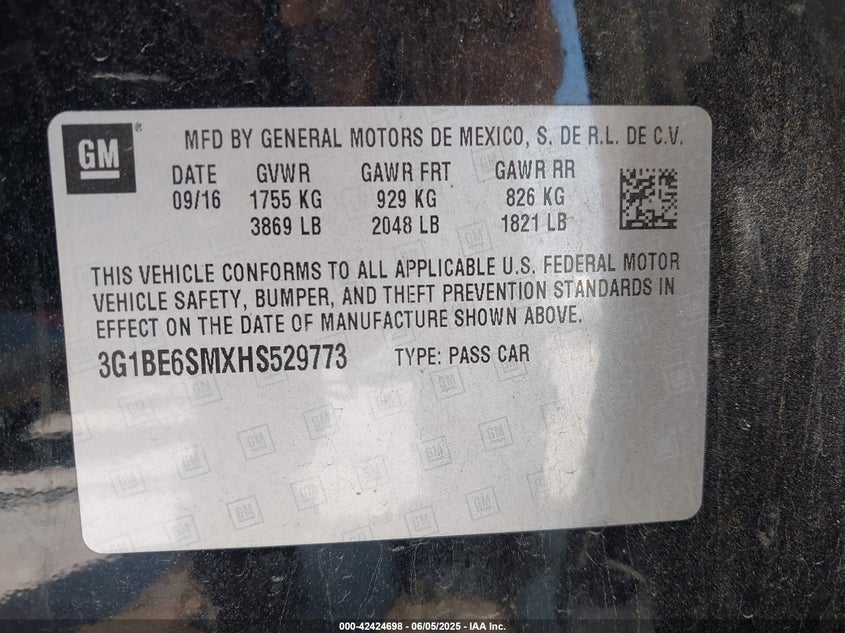 GM
MFD BY GENERAL MOTORS DE MEXICO, S. DE R.L. DE C.V.
DATE GVWR GAWR FRT GAWR RR
09/16 1755 KG 929 KG 826 KG
3869 LB 2048 LB 1821 LB
THIS VEHICLE CONFORMS TO ALL APPLICABLE U.S. FEDERAL MOTOR
VEHICLE SAFETY, BUMPER, AND THEFT PREVENTION STANDARDS IN
EFFECT ON THE DATE OF MANUFACTURE SHOWN ABOVE.
3G1BE6SMXHS529773 TYPE: PASS CAR
000-42424698 - 06/05/2025 - IAA Inc.